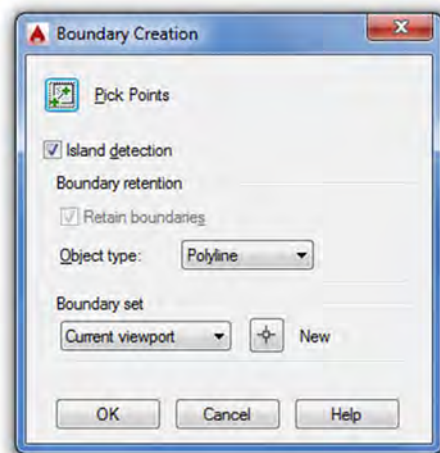 Boundary Creation
Pick Points
Island detection
Boundary retention
Retain boundaries
Object type: Polyline
Boundary set
Current viewport New
OK Cancel Help